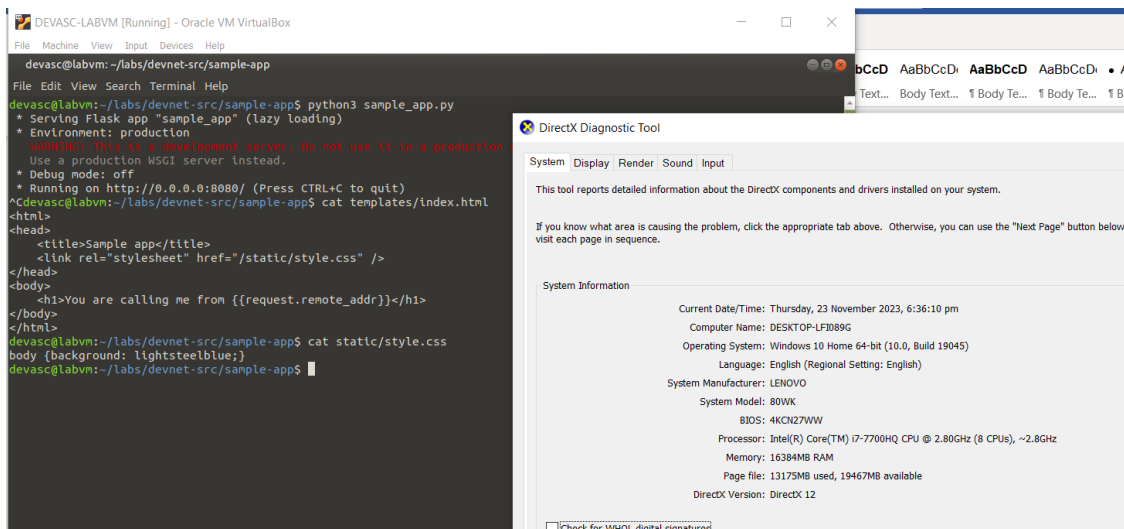 DEVASC-LABVM [Running] - Oracle VM VirtualBox
File Machine View Input Devices Help
devasc@labvm: ~/labs/devnet-src/sample-app
File Edit View Search Terminal Help
devasc@labvm:~/labs/devnet-src/sample-app$ python3 sample_app.py
* Serving Flask app "sample_app" (lazy loading)
* Environment: production
WARNING: This is a development server. Do not use it in a production
Use a production WSGI server instead.
* Debug mode: off
* Running on http://0.0.0.0:8080/ (Press CTRL+C to quit)
^Cdevasc@labvm:~/labs/devnet-src/sample-app$ cat templates/index.html
<html>
<head>
<title>Sample app</title>
<link rel="stylesheet" href="/static/style.css" />
</head>
<body>
<h1>You are calling me from {{request.remote_addr}}</h1>
</body>
</html>
devasc@labvm:~/labs/devnet-src/sample-app$ cat static/style.css
body {background: lightsteelblue;}
devasc@labvm:~/labs/devnet-src/sample-app$
bCcD AaBbCcD AaBbCcD AaBbCcD
Text... Body Text... ¶ Body Te... ¶ Body Te... ¶ B
DirectX Diagnostic Tool
System Display Render Sound Input
This tool reports detailed information about the DirectX components and drivers installed on your system.
If you know what area is causing the problem, click the appropriate tab above. Otherwise, you can use the "Next Page" button below
visit each page in sequence.
System Information
Current Date/Time: Thursday, 23 November 2023, 6:36:10 pm
Computer Name: DESKTOP-LFI089G
Operating System: Windows 10 Home 64-bit (10.0, Build 19045)
Language: English (Regional Setting: English)
System Manufacturer: LENOVO
System Model: 80WK
BIOS: 4KCN27WW
Processor: Intel(R) Core(TM) i7-7700HQ CPU @ 2.80GHz (8 CPUs), ~2.8GHz
Memory: 16384MB RAM
Page file: 13175MB used, 19467MB available
DirectX Version: DirectX 12
Check for WHQL digital signatures